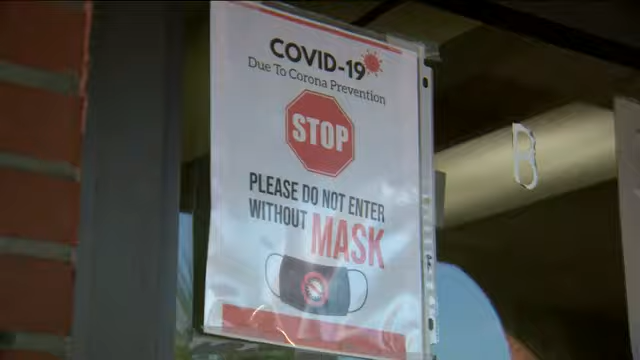 COVID-19
Due To Corona Prevention
STOP
PLEASE DO NOT ENTER
WITHOUT MASK
B